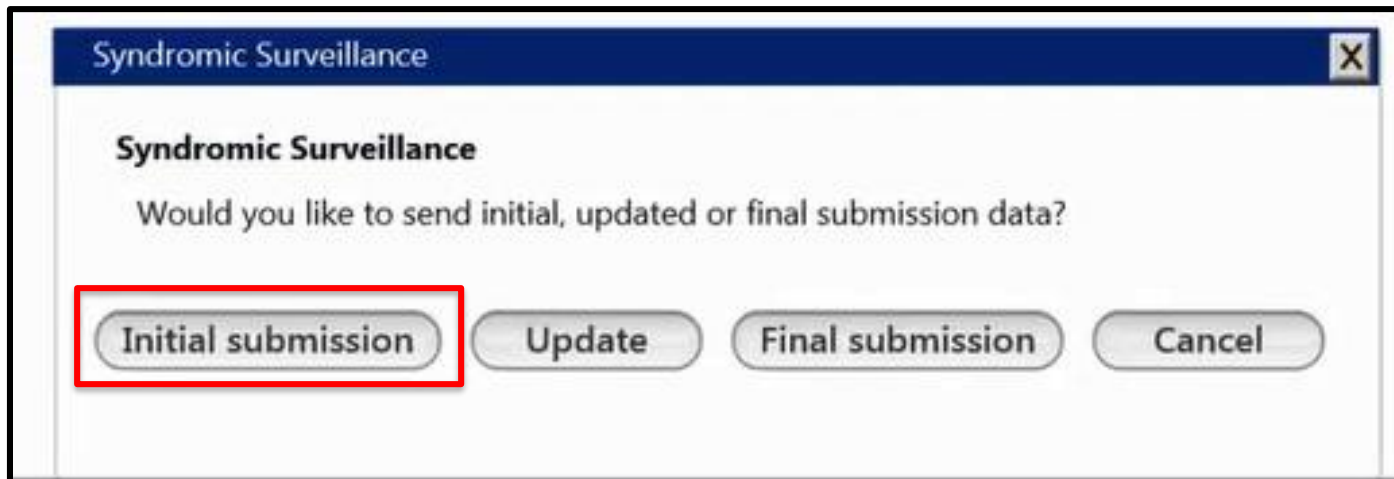 Syndromic Surveillance
Syndromic Surveillance
Would you like to send initial, updated or final submission data?
Initial submission Update Final submission Cancel